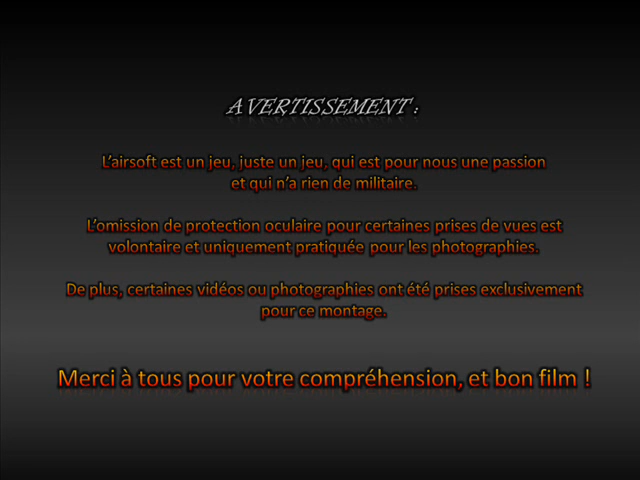 AVERTISSEMENT :
L'airsoft est un jeu, juste un jeu, qui est pour nous une passion
et qui n'a rien de militaire.
L'omission de protection oculaire pour certaines prises de vues est
volontaire et uniquement pratiquée pour les photographies.
De plus, certaines vidéos ou photographies ont été prises exclusivement
pour ce montage.
Merci à tous pour votre compréhension, et bon film !